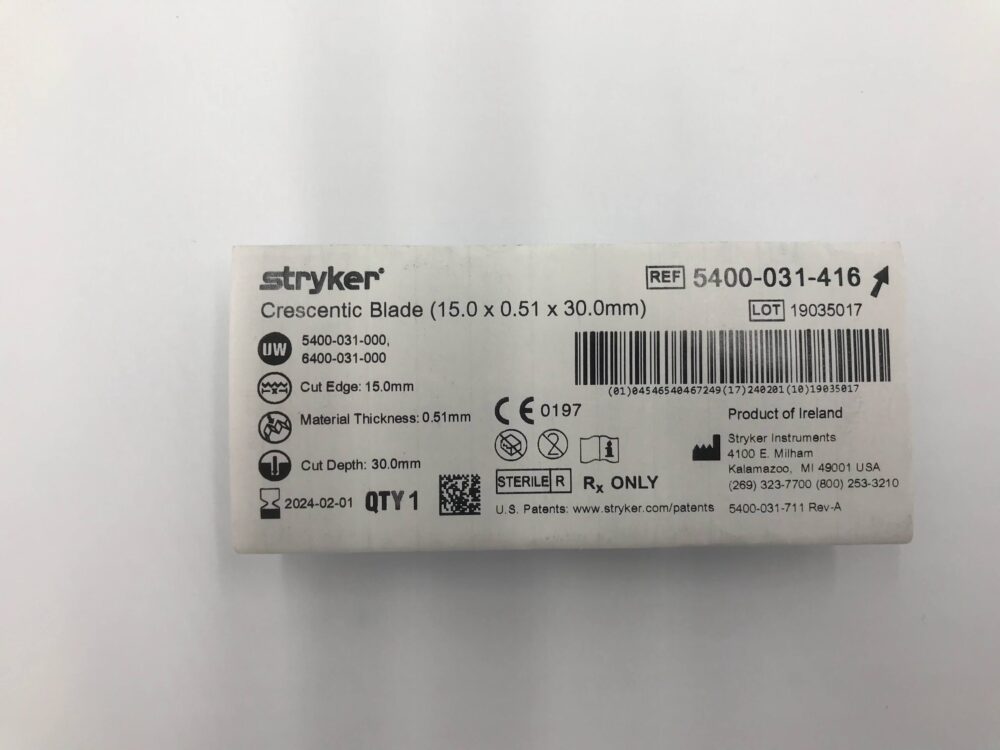 stryker
REF 5400-031-416
Crescentic Blade (15.0 x 0.51 x 30.0mm)
LOT 19035017
UW 5400-031-000,
6400-031-000
(01)04546540467249(17)240201(10)19035017
Cut Edge: 15.0mm
Material Thickness: 0.51mm
CE 0197
Product of Ireland
2
i
Stryker Instruments
4100 E. Milham
Kalamazoo, MI 49001 USA
(269) 323-7700 (800) 253-3210
Cut Depth: 30.0mm
STERILE R
Rx ONLY
2024-02-01 QTY 1
U.S. Patents: www.stryker.com/patents
5400-031-711 Rev-A